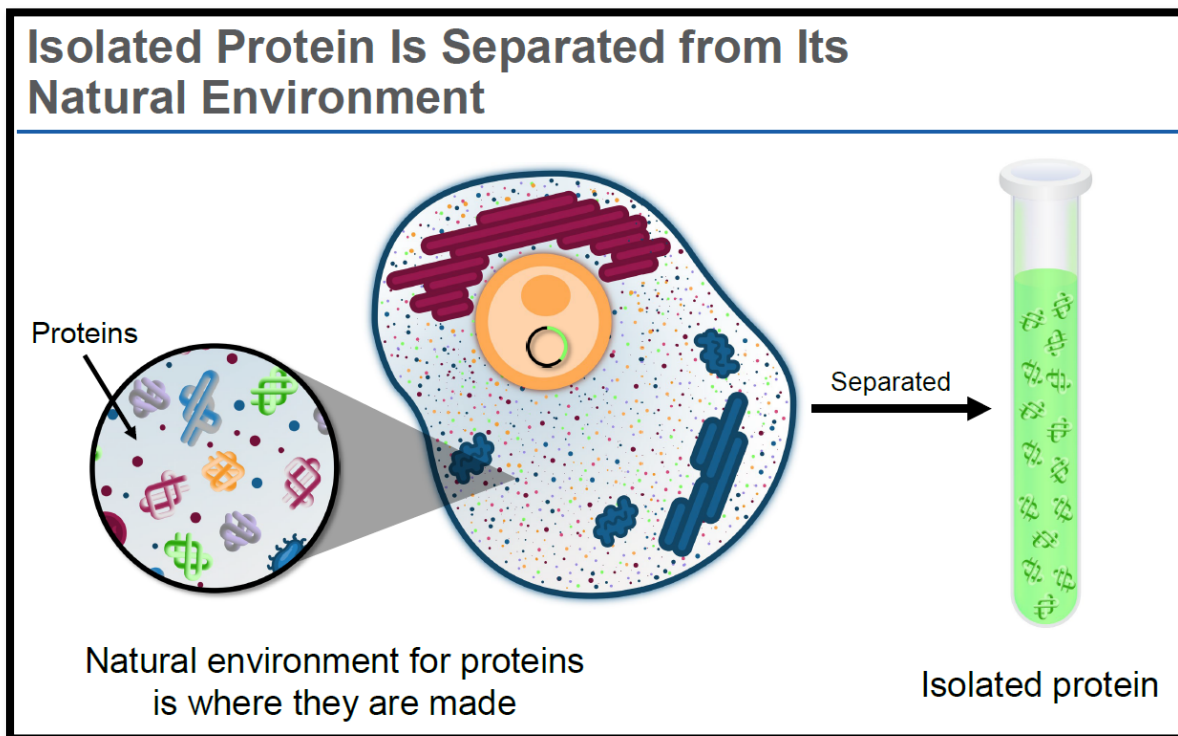 Isolated Protein Is Separated from Its
Natural Environment
Proteins
Separated
Natural environment for proteins
is where they are made
Isolated protein